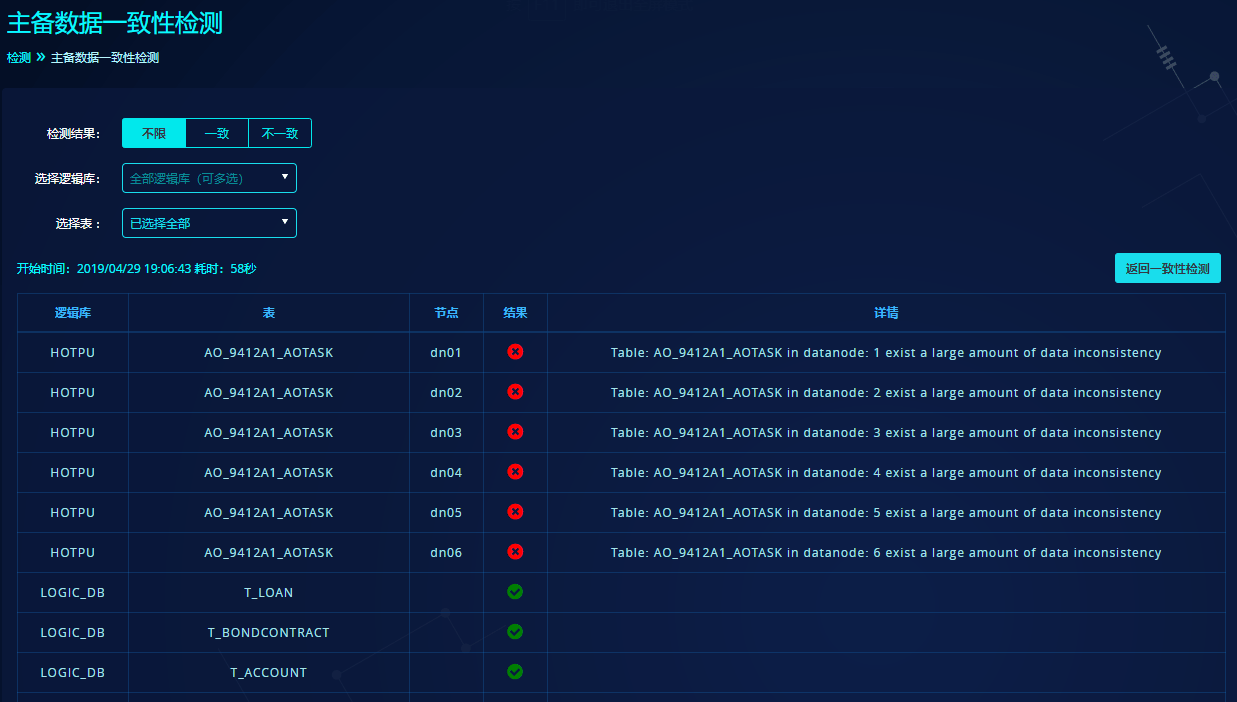 主备数据一致性检测
检测 » 主备数据一致性检测
检测结果： 不限 一致 不一致
选择逻辑库： 全部逻辑库（可多选）
选择表： 已选择全部
开始时间：2019/04/29 19:06:43 耗时：58秒 返回一致性检测
逻辑库 表 节点 结果 详情
HOTPU AO_9412A1_AOTASK dn01 Table: AO_9412A1_AOTASK in datanode: 1 exist a large amount of data inconsistency
HOTPU AO_9412A1_AOTASK dn02 Table: AO_9412A1_AOTASK in datanode: 2 exist a large amount of data inconsistency
HOTPU AO_9412A1_AOTASK dn03 Table: AO_9412A1_AOTASK in datanode: 3 exist a large amount of data inconsistency
HOTPU AO_9412A1_AOTASK dn04 Table: AO_9412A1_AOTASK in datanode: 4 exist a large amount of data inconsistency
HOTPU AO_9412A1_AOTASK dn05 Table: AO_9412A1_AOTASK in datanode: 5 exist a large amount of data inconsistency
HOTPU AO_9412A1_AOTASK dn06 Table: AO_9412A1_AOTASK in datanode: 6 exist a large amount of data inconsistency
LOGIC_DB T_LOAN
LOGIC_DB T_BONDCONTRACT
LOGIC_DB T_ACCOUNT